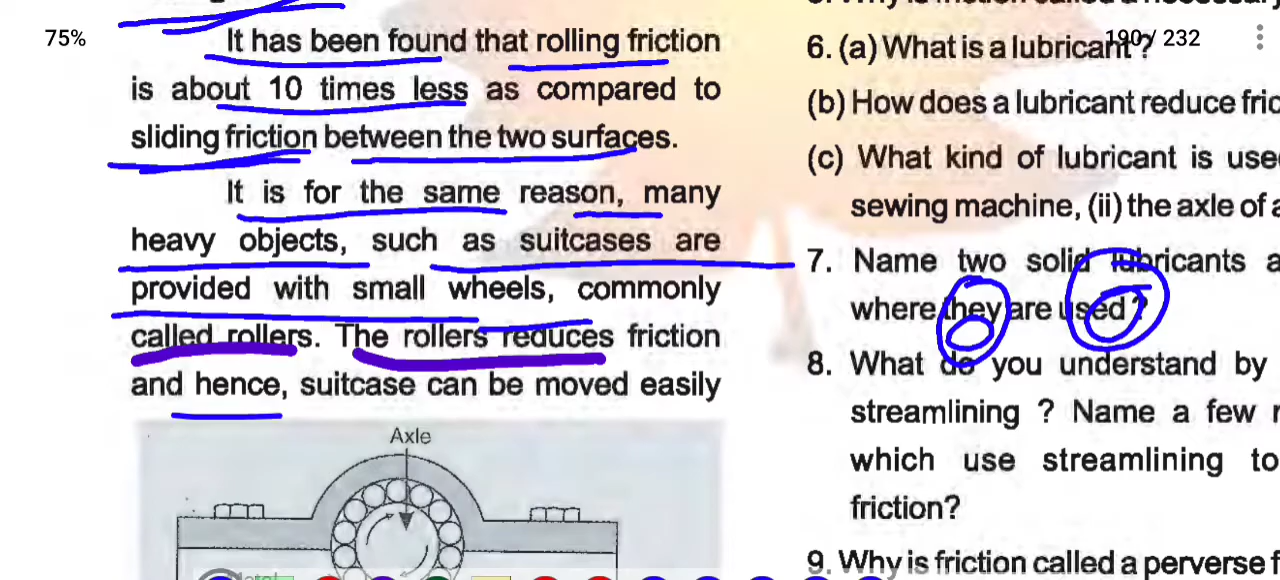 75%
190 / 232
It has been found that rolling friction
is about 10 times less as compared to
sliding friction between the two surfaces.
It is for the same reason, many
heavy objects, such as suitcases are
provided with small wheels, commonly
called rollers. The rollers reduces friction
and hence, suitcase can be moved easily
Axle
6. (a) What is a lubricant ?
(b) How does a lubricant reduce fric
(c) What kind of lubricant is use
sewing machine, (ii) the axle of a
7. Name two solid lubricants a
where they are used ?
8. What do you understand by
streamlining ? Name a few
which use streamlining to
friction?
9. Why is friction called a perverse f